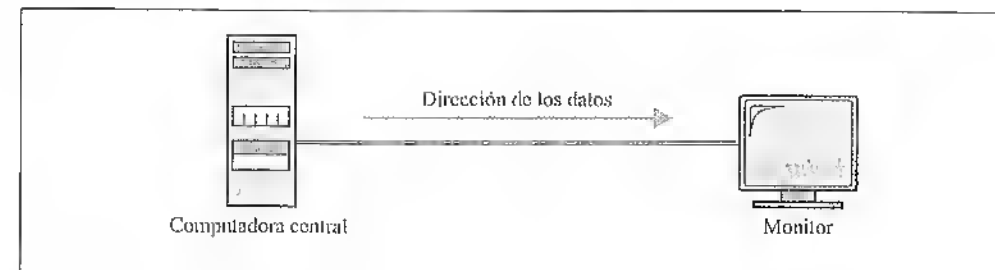 Dirección de los datos
Computadora central
Monitor